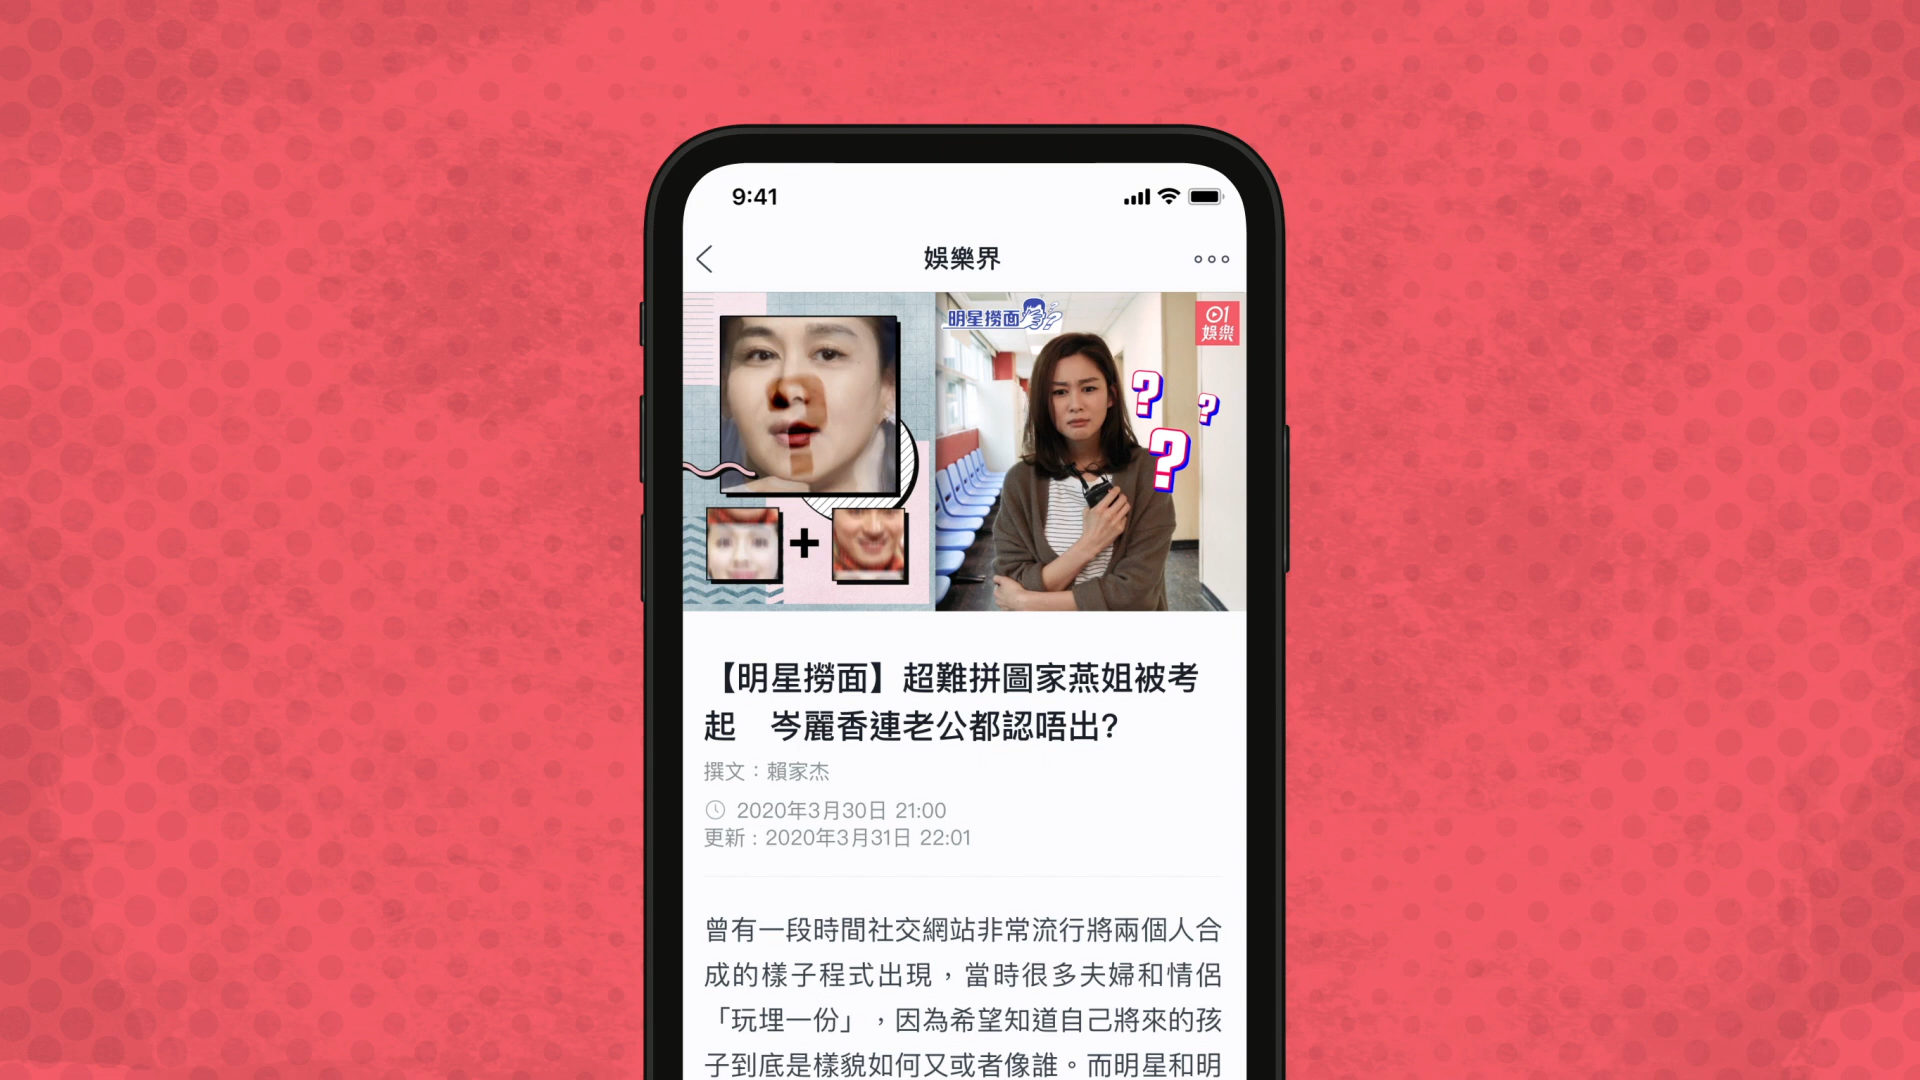 9:41
娛樂界
明星撈面
01
娛樂
?
?
?
+
【明星撈面】超難拼圖家燕姐被考
起　岑麗香連老公都認唔出?
撰文：賴家杰
2020年3月30日 21:00
更新：2020年3月31日 22:01
曾有一段時間社交網站非常流行將兩個人合
成的樣子程式出現，當時很多夫婦和情侶
「玩埋一份」，因為希望知道自己將來的孩
子到底是樣貌如何又或者像誰。而明星和明